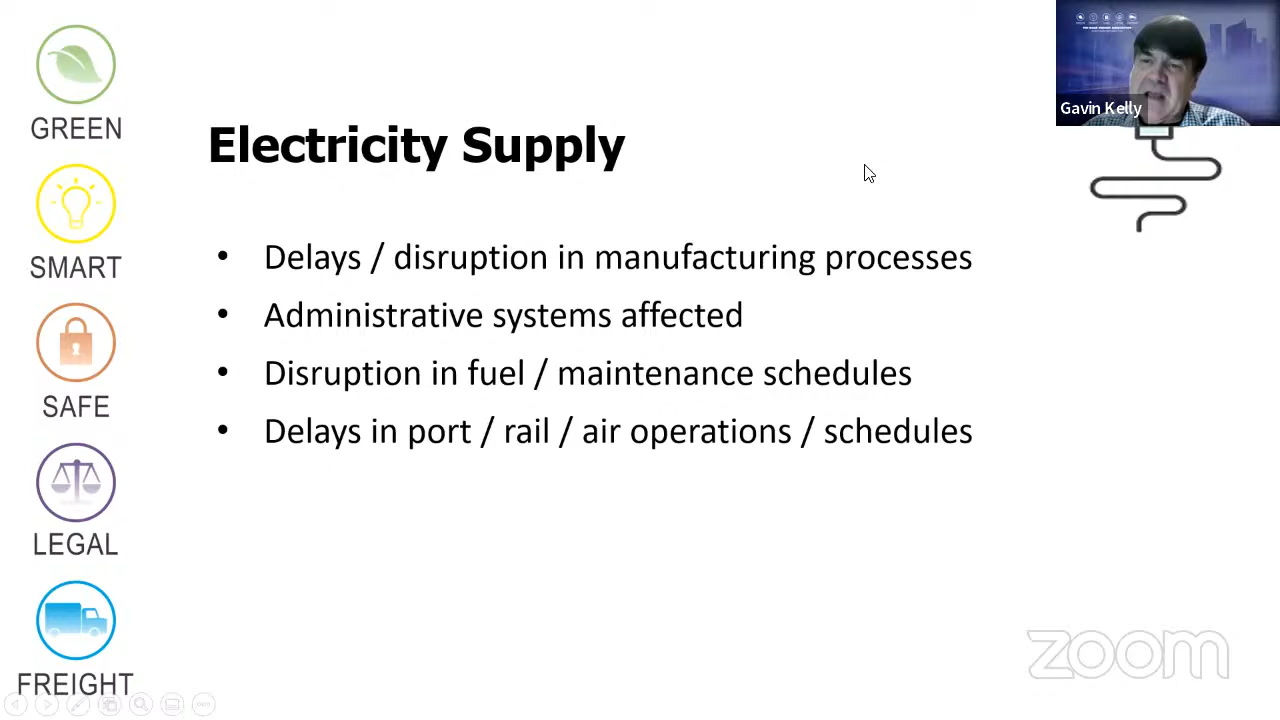 GREEN
SMART
SAFE
LEGAL
FREIGHT
Electricity Supply
• Delays / disruption in manufacturing processes
• Administrative systems affected
• Disruption in fuel / maintenance schedules
• Delays in port / rail / air operations / schedules
Gavin Kelly
zoom